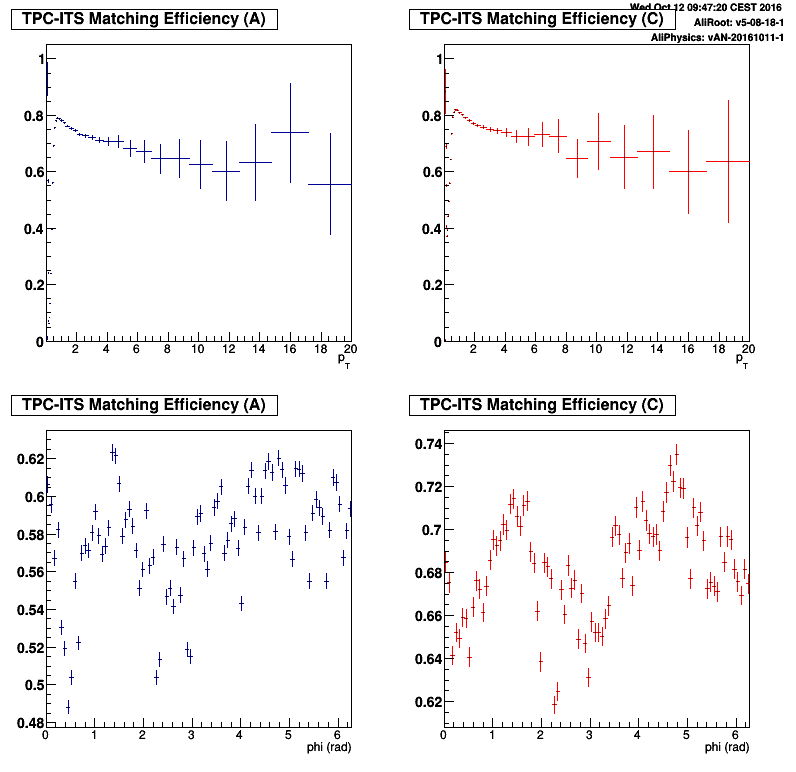 Wed Oct 12 09:47:20 CEST 2016
TPC-ITS Matching Efficiency (A)
TPC-ITS Matching Efficiency (C)
AliRoot: v5-08-18-1
AliPhysics: vAN-20161011-1
1
0.8
0.6
0.4
0.2
0
2 4 6 8 10 12 14 16 18 20
pT
1
0.8
0.6
0.4
0.2
0
2 4 6 8 10 12 14 16 18 20
pT
TPC-ITS Matching Efficiency (A)
0.62
0.6
0.58
0.56
0.54
0.52
0.5
0.48
0 1 2 3 4 5 6
phi (rad)
TPC-ITS Matching Efficiency (C)
0.74
0.72
0.7
0.68
0.66
0.64
0.62
0 1 2 3 4 5 6
phi (rad)